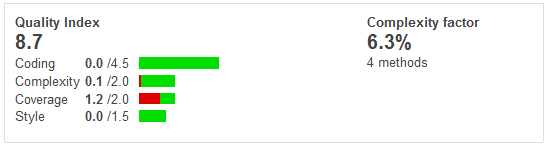 Quality Index
8.7
Coding 0.0 /4.5
Complexity 0.1 /2.0
Coverage 1.2 /2.0
Style 0.0 /1.5
Complexity factor
6.3%
4 methods